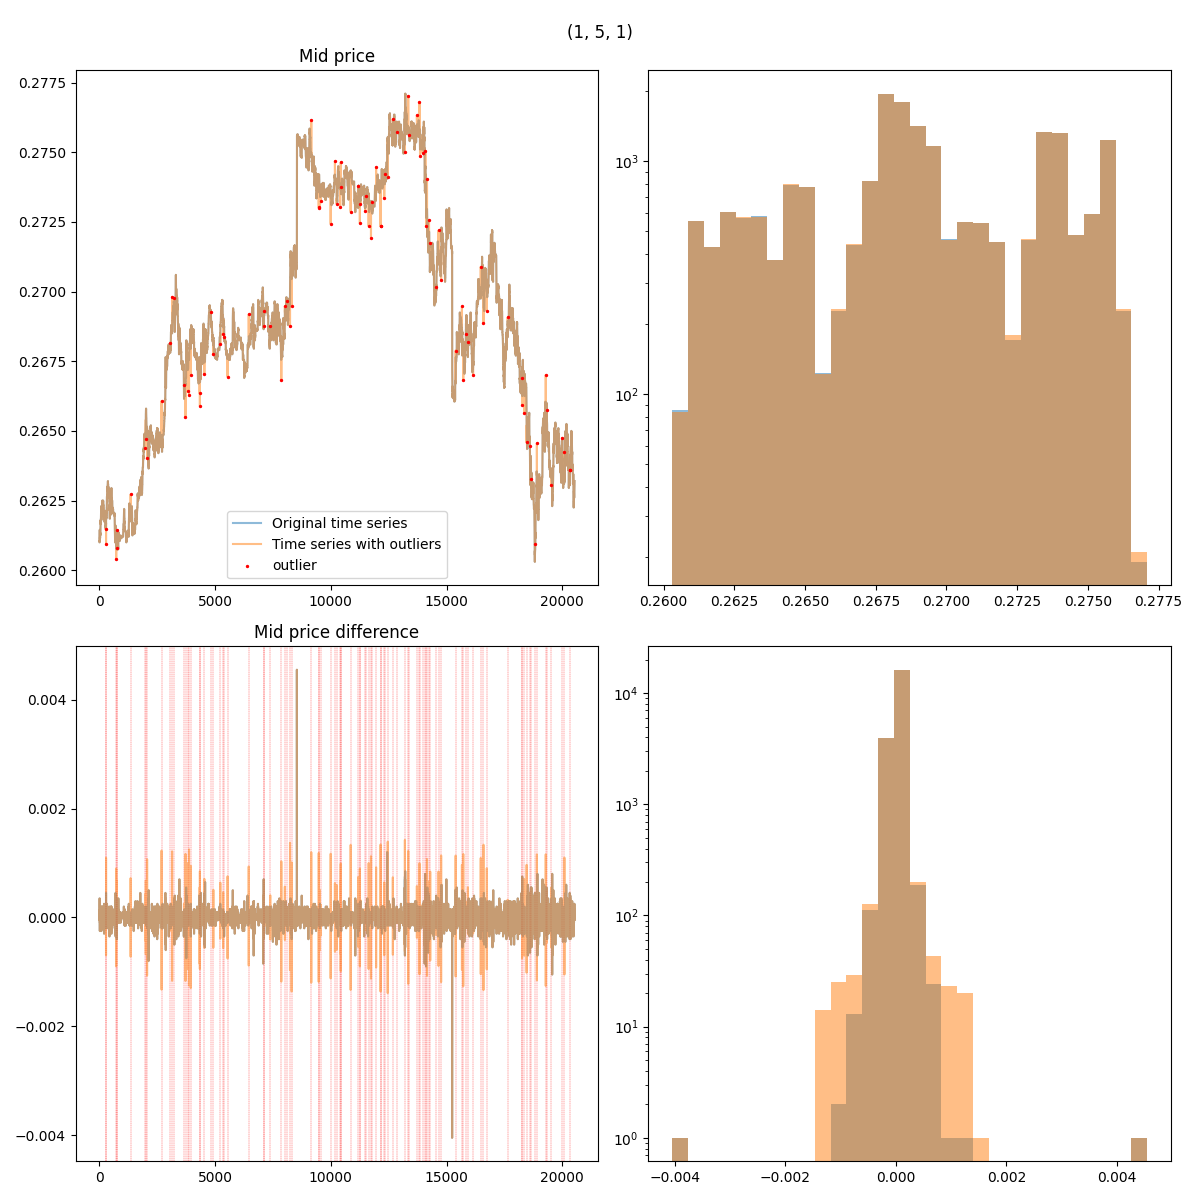 (1, 5, 1)
Mid price
0.2775
0.2750
0.2725
0.2700
0.2675
0.2650
0.2625
0.2600
Original time series
Time series with outliers
outlier
0 5000 10000 15000 20000
10³
10²
0.2600 0.2625 0.2650 0.2675 0.2700 0.2725 0.2750 0.2775
Mid price difference
0.004
0.002
0.000
−0.002
−0.004
0 5000 10000 15000 20000
10⁴
10³
10²
10¹
10⁰
−0.004 −0.002 0.000 0.002 0.004